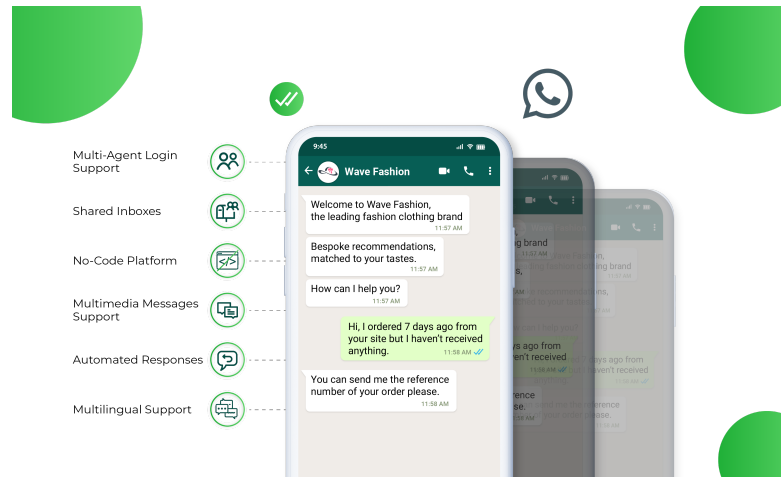 Multi-Agent Login
Support
Shared Inboxes
No-Code Platform
Multimedia Messages
Support
Automated Responses
Multilingual Support
9:45
Wave Fashion
Welcome to Wave Fashion,
the leading fashion clothing brand
11:57 AM
Bespoke recommendations,
matched to your tastes.
11:57 AM
How can I help you?
11:57 AM
Hi, I ordered 7 days ago from
your site but I haven't received
anything.
11:58 AM
You can send me the reference
number of your order please.
11:58 AM